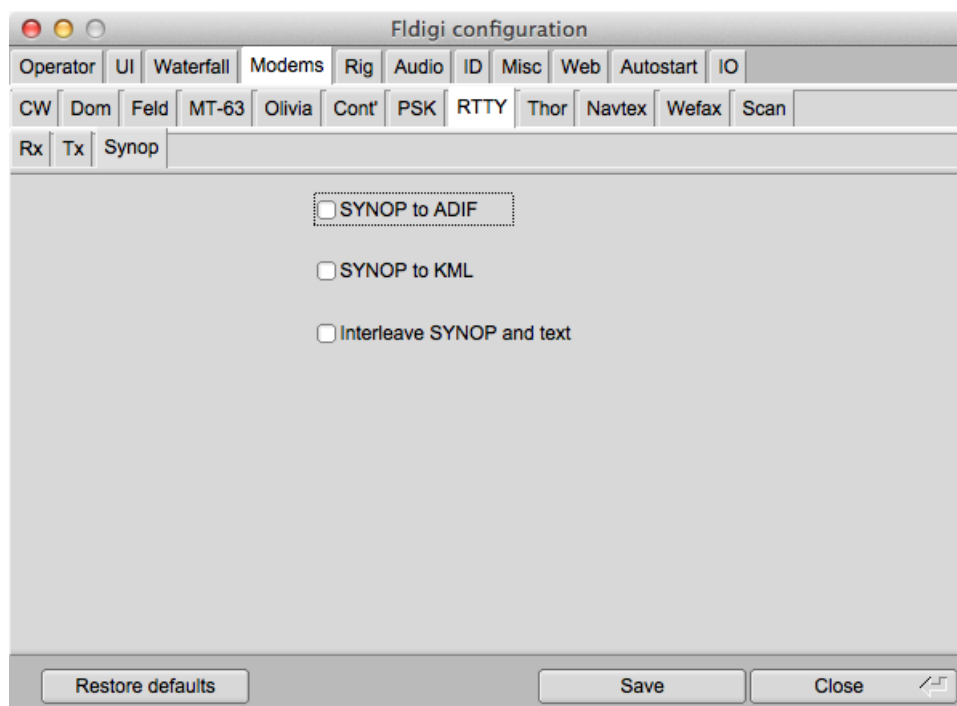 Fldigi configuration
Operator UI Waterfall Modems Rig Audio ID Misc Web Autostart IO
CW Dom Feld MT-63 Olivia Cont' PSK RTTY Thor Navtex Wefax Scan
Rx Tx Synop
SYNOP to ADIF
SYNOP to KML
Interleave SYNOP and text
Restore defaults Save Close